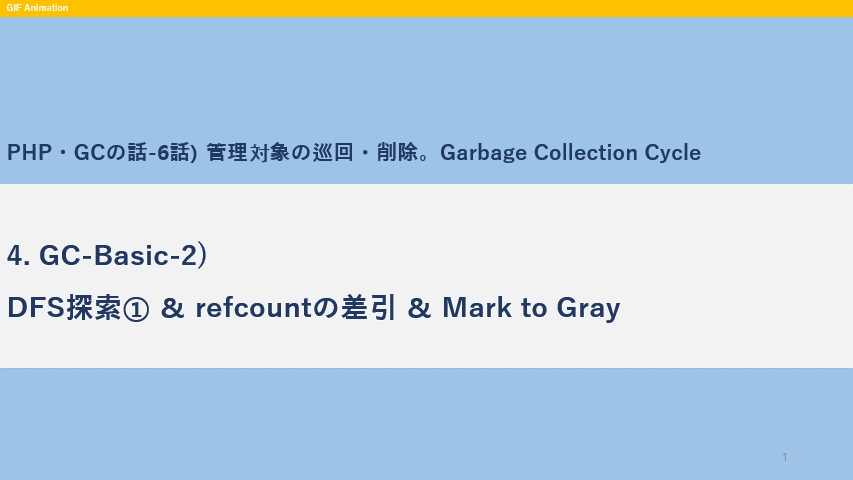 GIF Animation
PHP・GCの話-6話) 管理対象の巡回・削除。Garbage Collection Cycle
4. GC-Basic-2）
DFS探索① & refcountの差引 & Mark to Gray
1